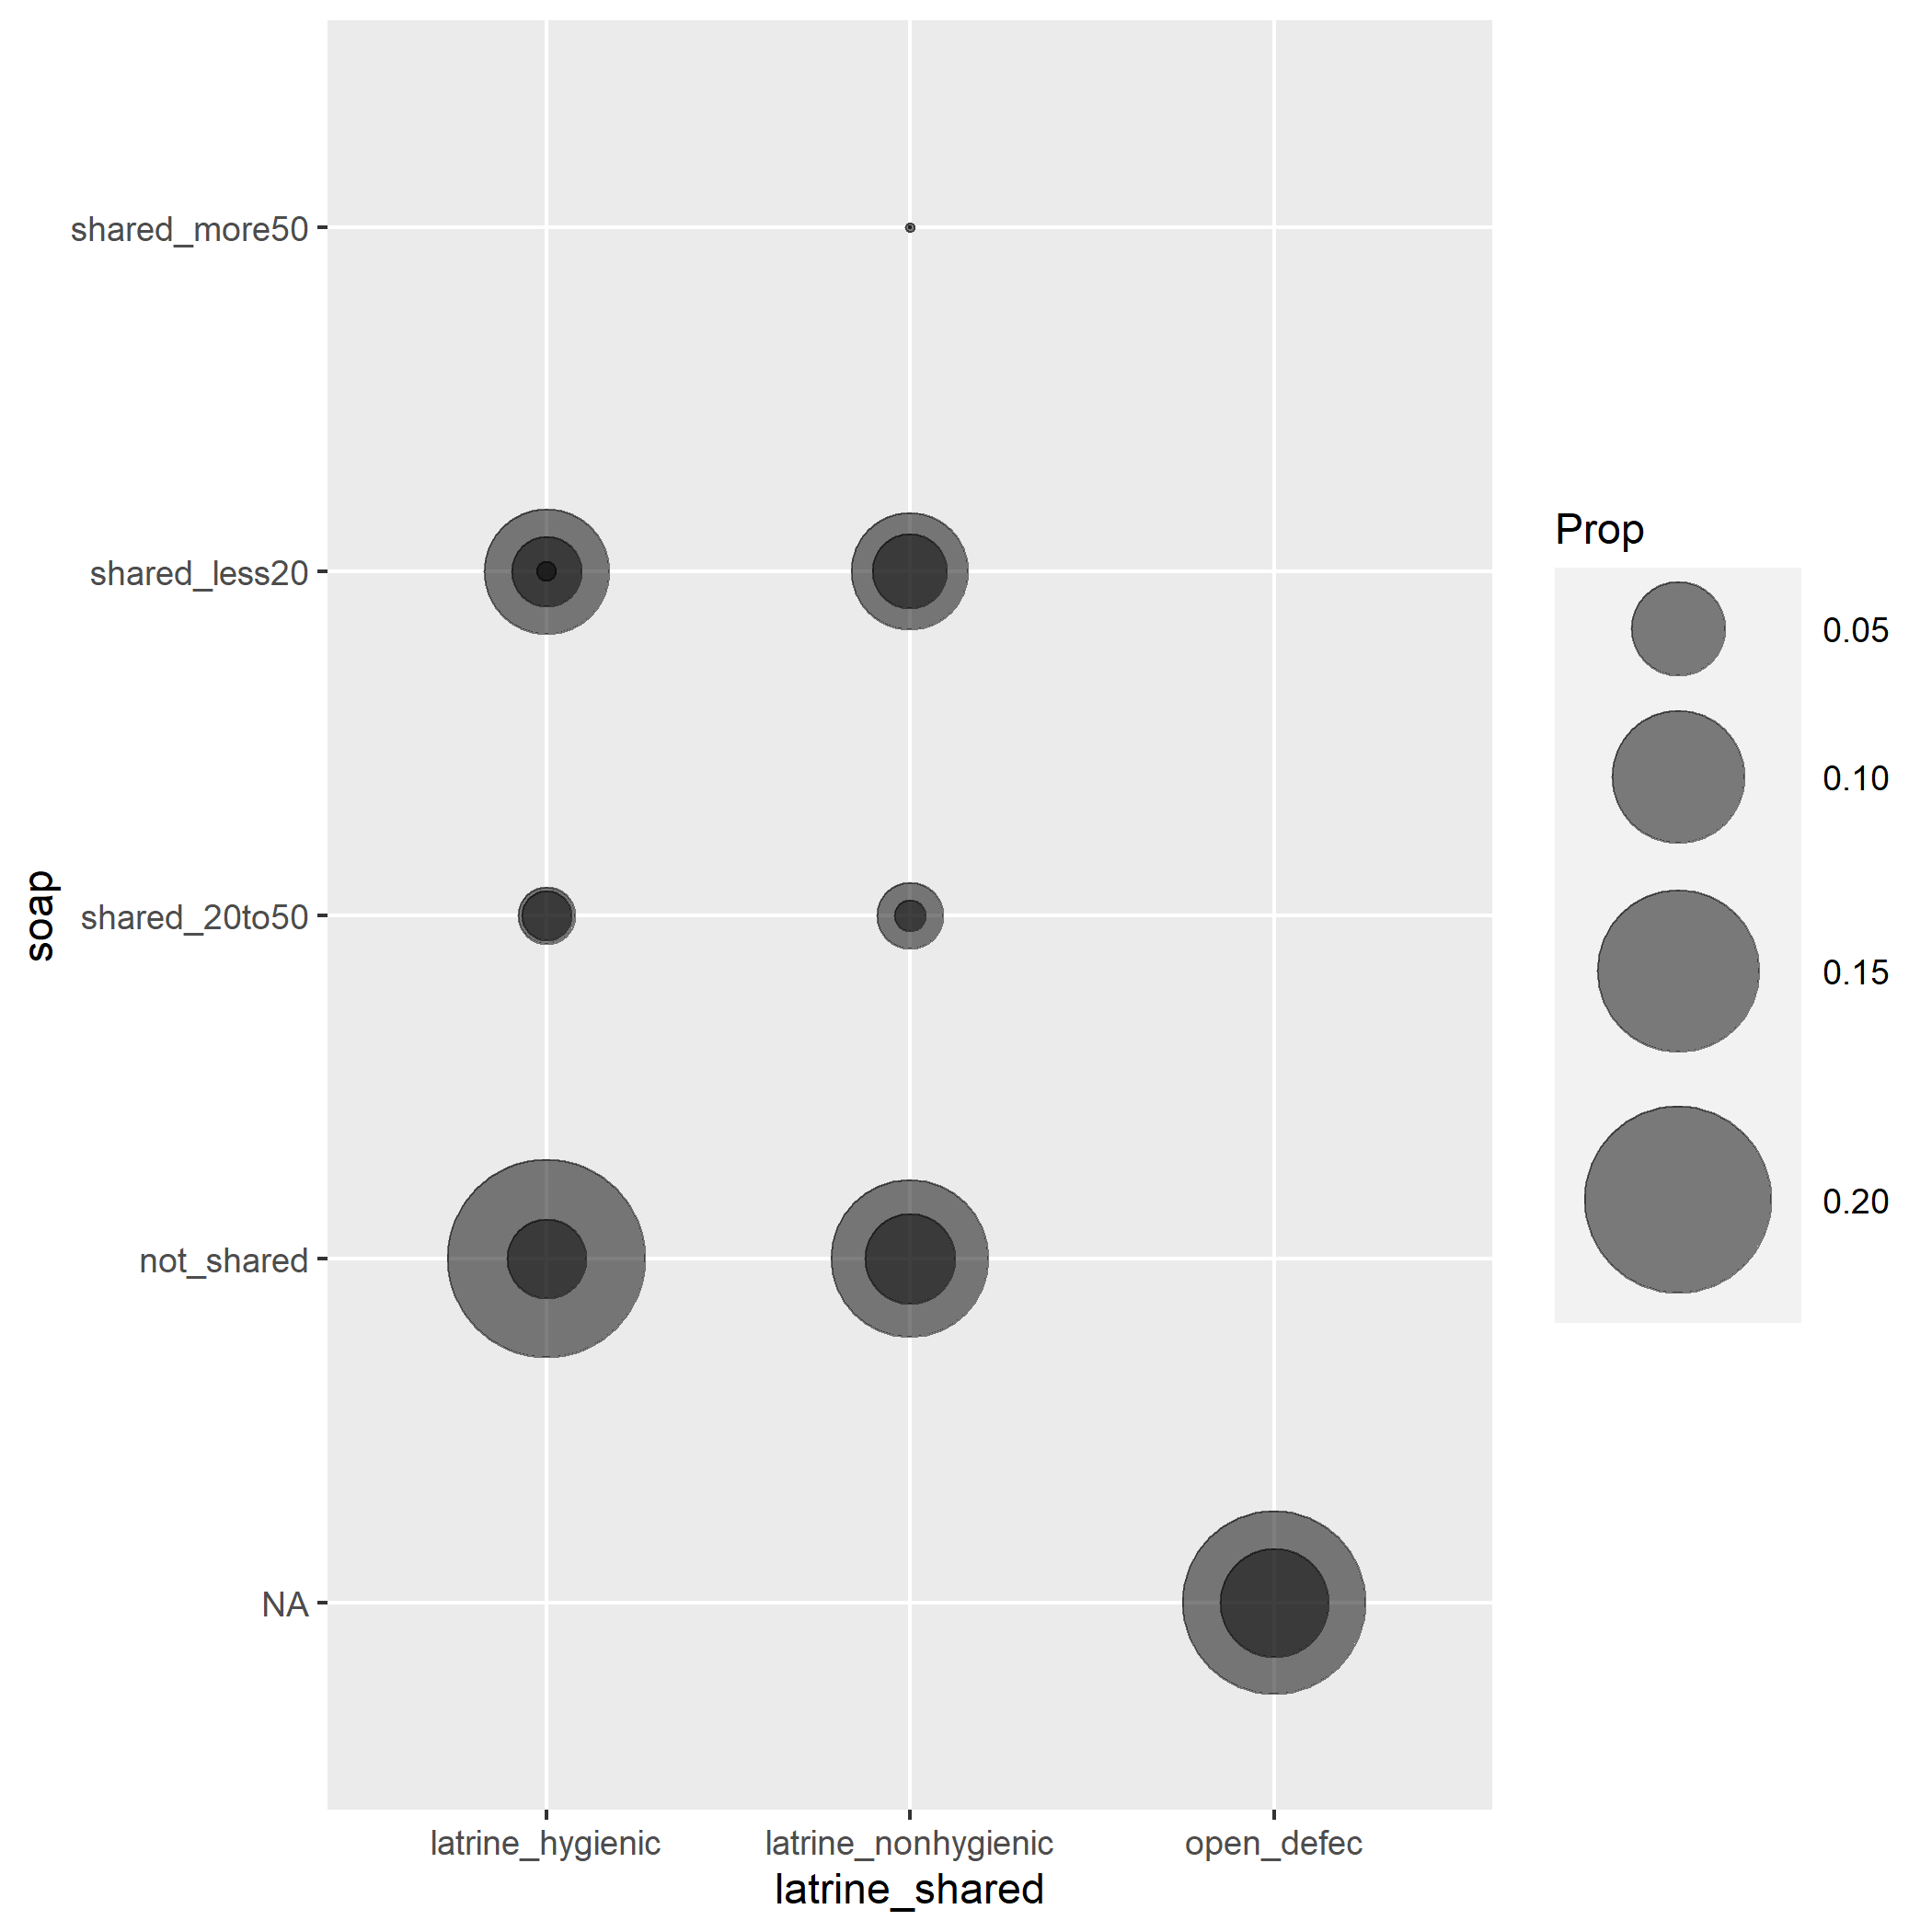 shared_more50
shared_less20
shared_20to50
not_shared
NA
soap
latrine_hygienic
latrine_nonhygienic
open_defec
latrine_shared
Prop
0.05
0.10
0.15
0.20